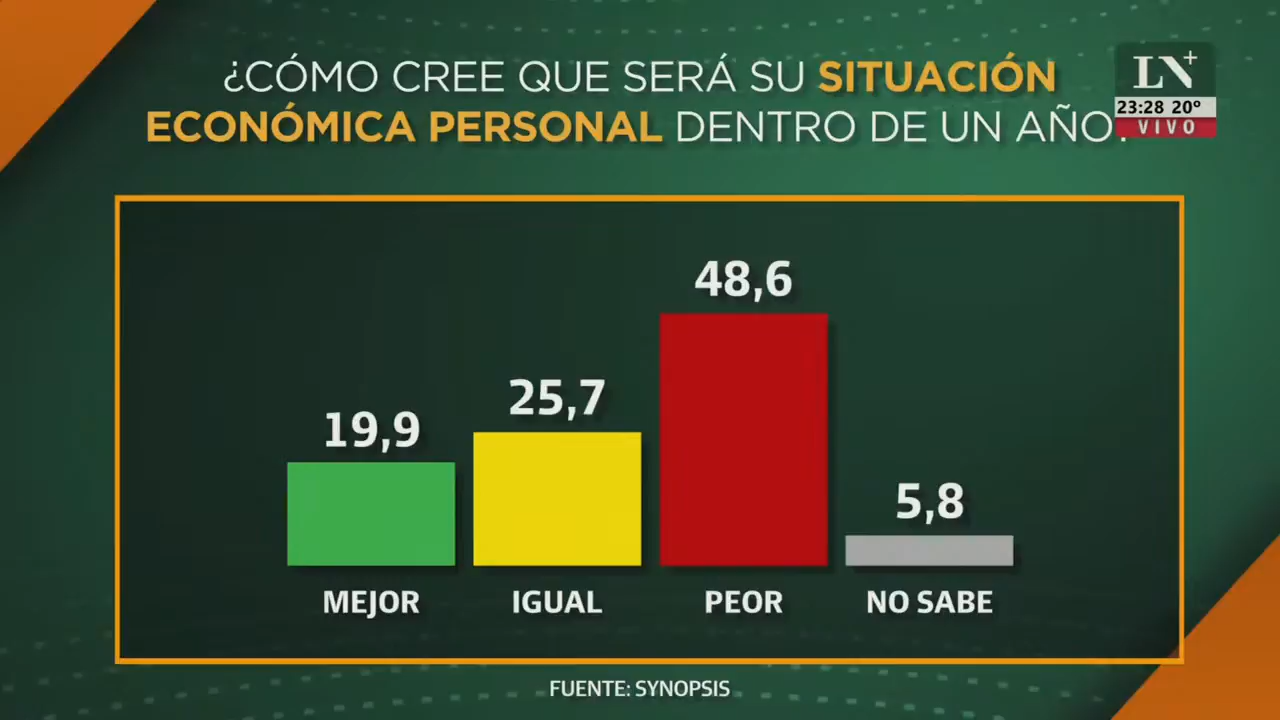 ¿CÓMO CREE QUE SERÁ SU SITUACIÓN
ECONÓMICA PERSONAL DENTRO DE UN AÑO?
LN+
23:28 20º
VIVO
48,6
25,7
19,9
5,8
MEJOR IGUAL PEOR NO SABE
FUENTE: SYNOPSIS